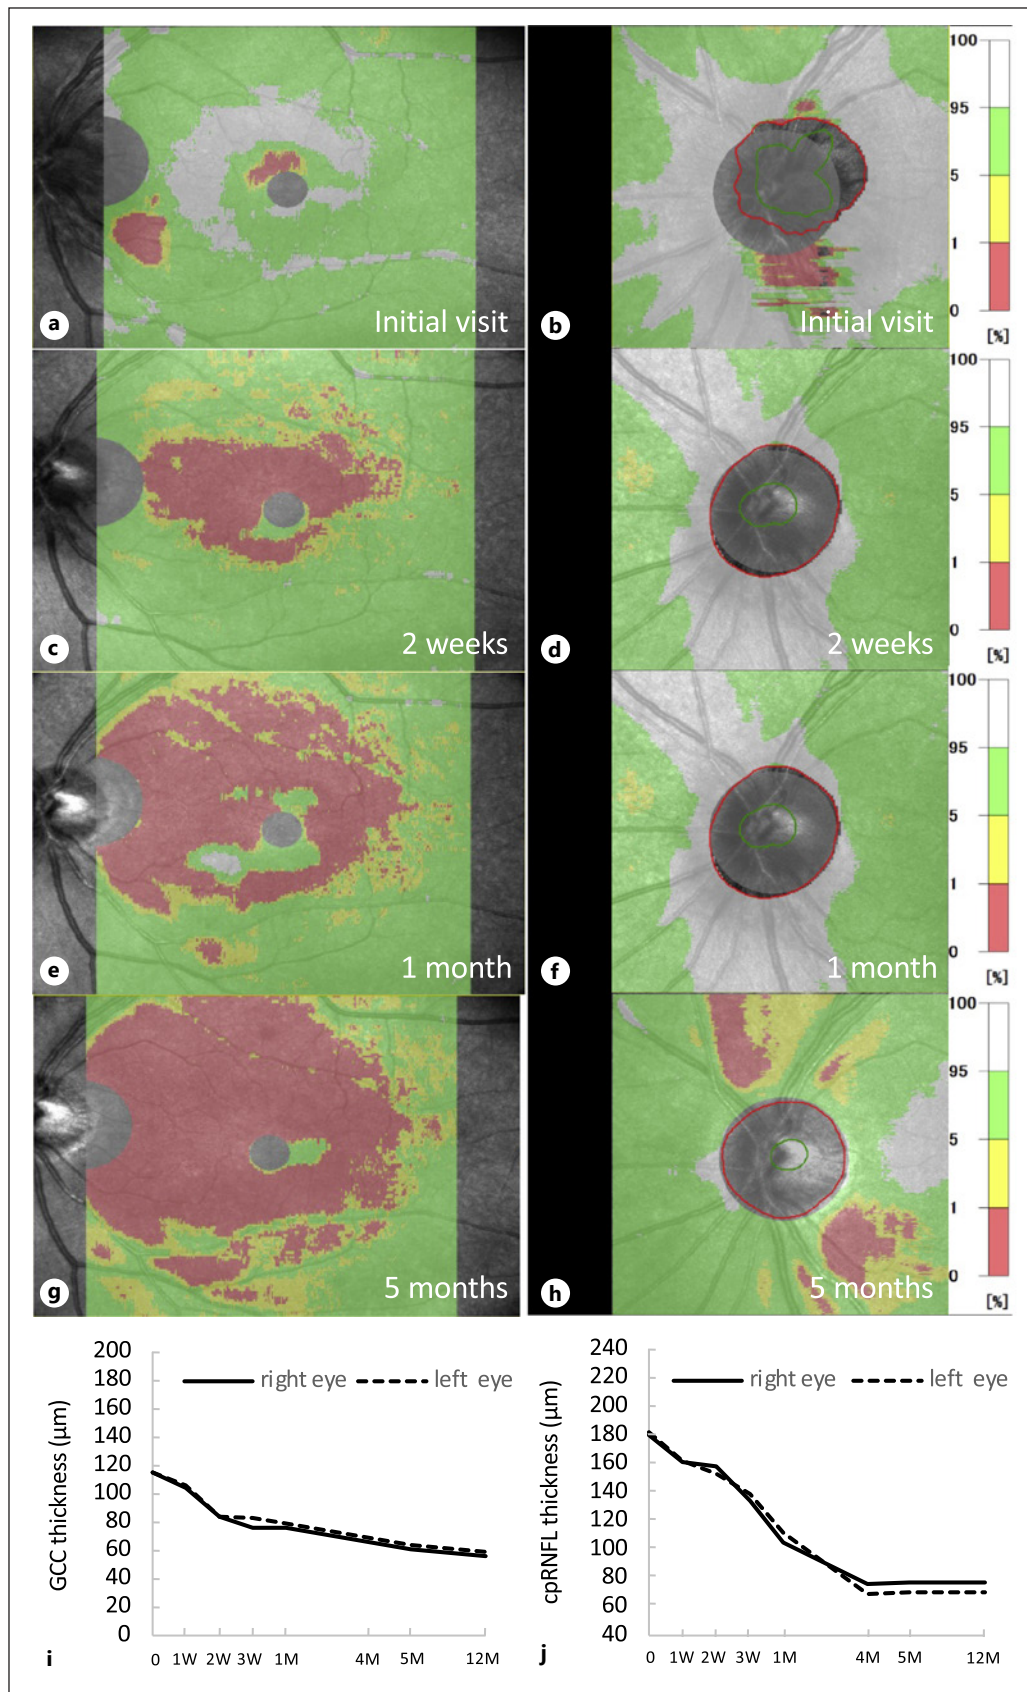 100
95
5
1
0
[%]
a Initial visit
b Initial visit
100
95
5
1
0
[%]
c 2 weeks
d 2 weeks
100
95
5
1
0
[%]
e 1 month
f 1 month
100
95
5
1
0
[%]
g 5 months
h 5 months
GCC thickness (µm)
200
180
160
140
120
100
80
60
40
20
0
right eye left eye
0 1W 2W 3W 1M 4M 5M 12M
i
cpRNFL thickness (µm)
240
220
200
180
160
140
120
100
80
60
40
right eye left eye
0 1W 2W 3W 1M 4M 5M 12M
j